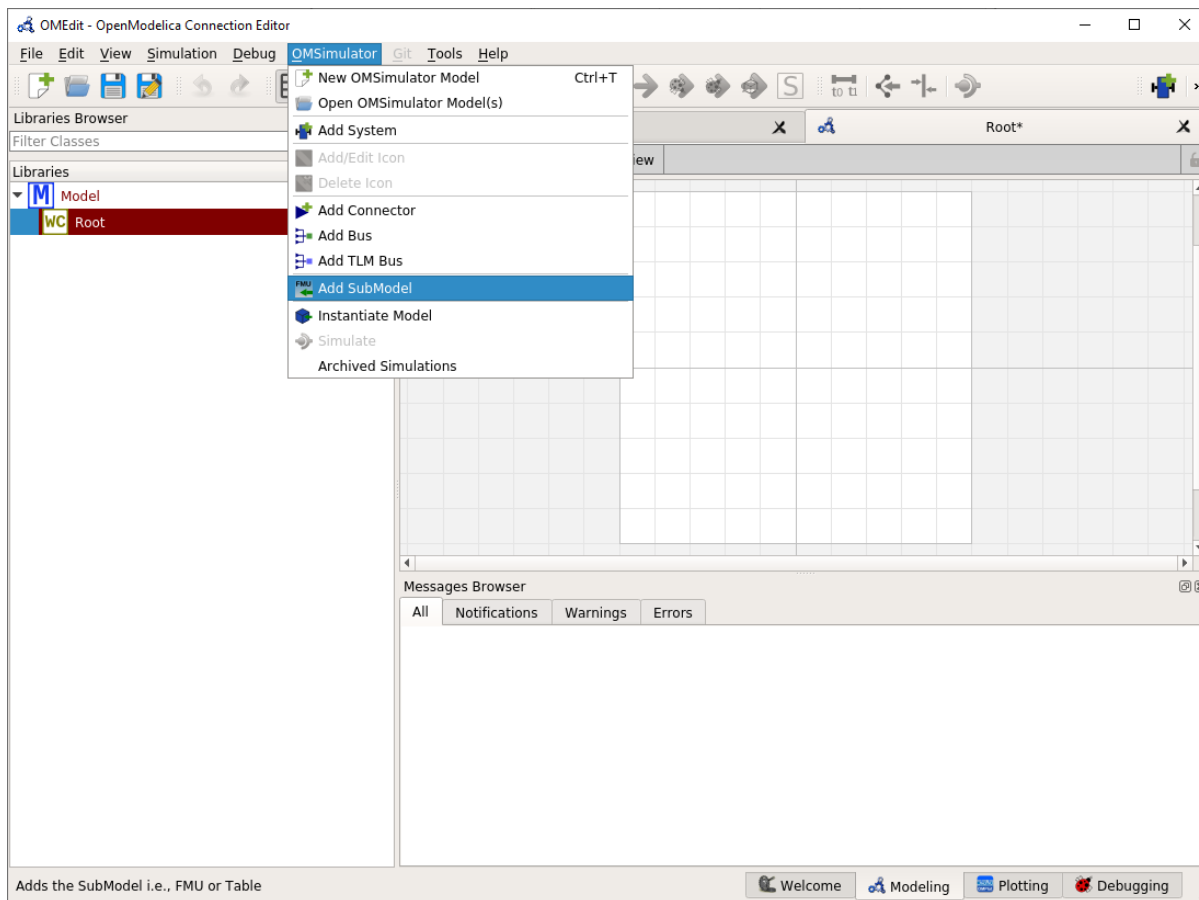 OMEdit - OpenModelica Connection Editor
File Edit View Simulation Debug OMSimulator Git Tools Help
New OMSimulator Model Ctrl+T
Open OMSimulator Model(s)
Add System
Add/Edit Icon
Delete Icon
Add Connector
Add Bus
Add TLM Bus
FMU Add SubModel
Instantiate Model
Simulate
Archived Simulations
S
to t1
Libraries Browser
Filter Classes
Libraries
M Model
WC Root
Root*
iew
Messages Browser
All Notifications Warnings Errors
Adds the SubModel i.e., FMU or Table
Welcome Modeling Plotting Debugging